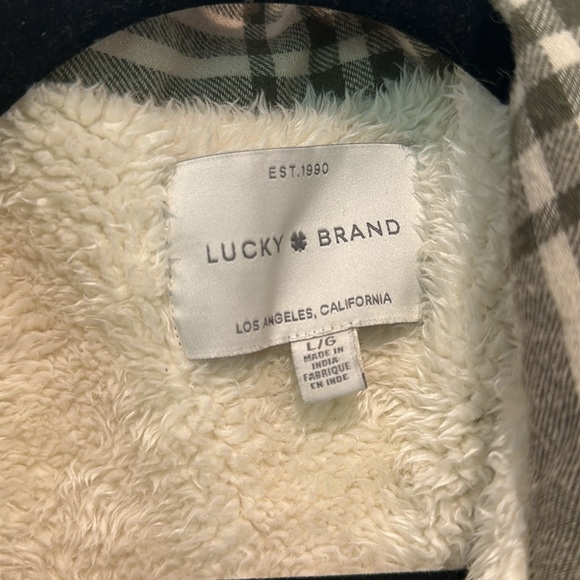 EST.1990
LUCKY BRAND
LOS ANGELES, CALIFORNIA
L/G
MADE IN
INDIA
FABRIQUE
EN INDE